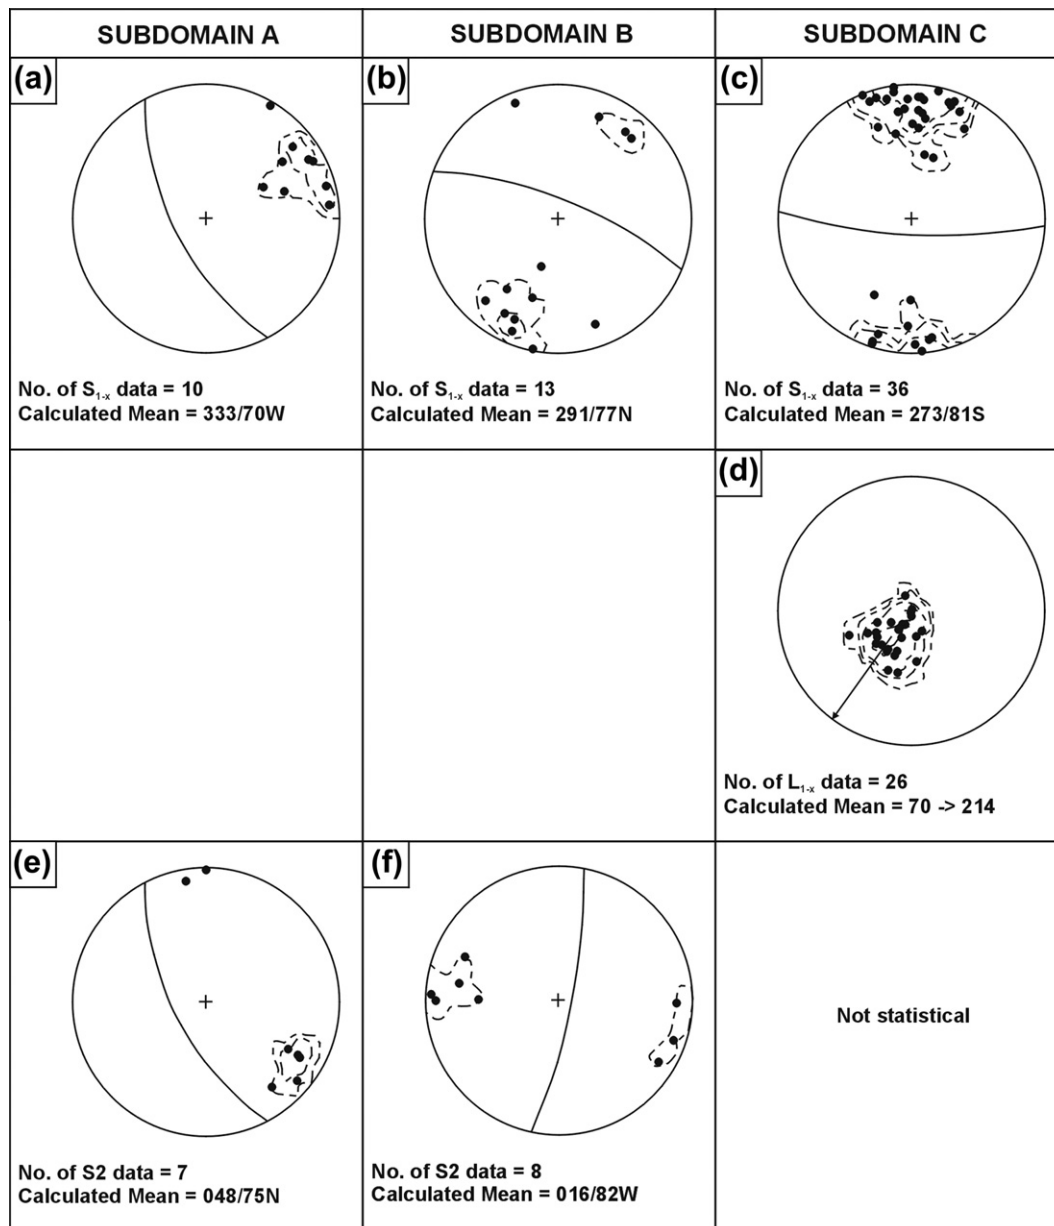 SUBDOMAIN A
SUBDOMAIN B
SUBDOMAIN C
(a)
No. of S1-x data = 10
Calculated Mean = 333/70W
(b)
No. of S1-x data = 13
Calculated Mean = 291/77N
(c)
No. of S1-x data = 36
Calculated Mean = 273/81S
(d)
No. of L1-x data = 26
Calculated Mean = 70 -> 214
(e)
No. of S2 data = 7
Calculated Mean = 048/75N
(f)
No. of S2 data = 8
Calculated Mean = 016/82W
Not statistical